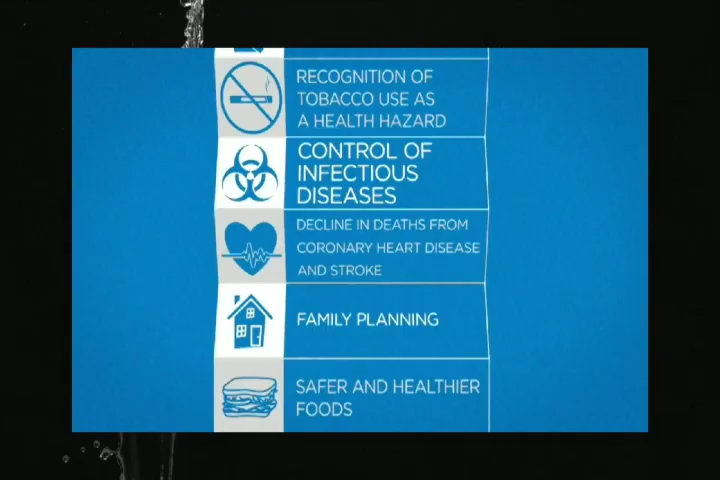 RECOGNITION OF
TOBACCO USE AS
A HEALTH HAZARD
CONTROL OF
INFECTIOUS
DISEASES
DECLINE IN DEATHS FROM
CORONARY HEART DISEASE
AND STROKE
FAMILY PLANNING
SAFER AND HEALTHIER
FOODS